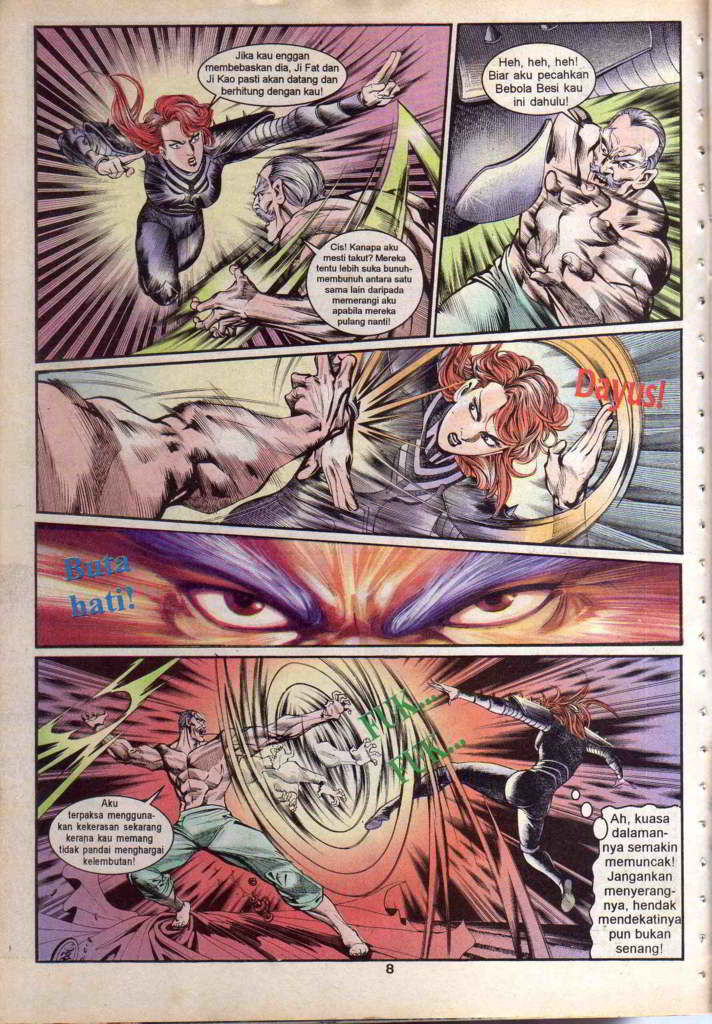 Jika kau enggan
membebaskan dia, Ji Fat dan
Ji Kao pasti akan datang dan
berhitung dengan kau!
Cis! Kanapa aku
mesti takut? Mereka
tentu lebih suka bunuh-
membunuh antara satu
sama lain daripada
memerangi aku
apabila mereka
pulang nanti!
Heh, heh, heh!
Biar aku pecahkan
Bebola Besi kau
ini dahulu!
Dayus!
Buta
hati!
FUK...
FUK...
Aku
terpaksa mengguna-
kan kekerasan sekarang
kerana kau memang
tidak pandai menghargai
kelembutan!
Ah, kuasa
dalaman-
nya semakin
memuncak!
Jangankan
menyerang-
nya, hendak
mendekatinya
pun bukan
senang!
8